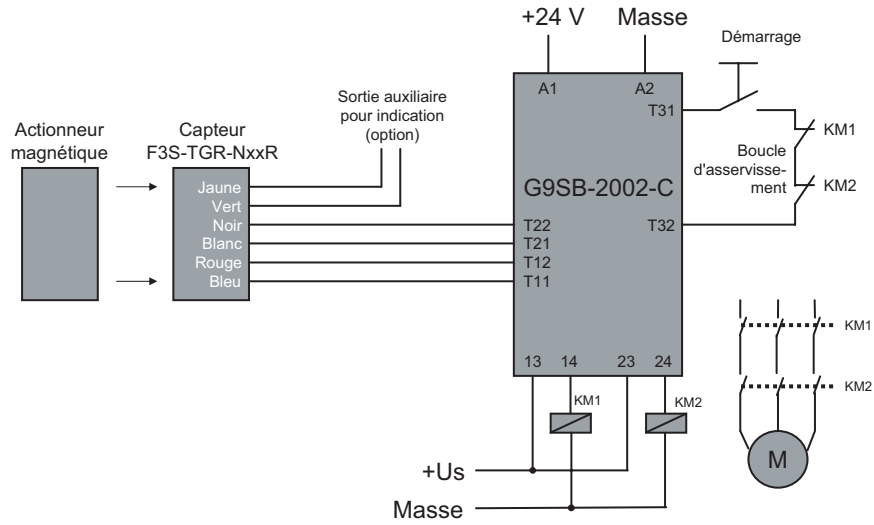 +24 V
Masse
Démarrage
A1
A2
T31
Sortie auxiliaire
pour indication
(option)
Actionneur
magnétique
Capteur
F3S-TGR-NxxR
KM1
Boucle
d'asservisse-
ment
KM2
Jaune
Vert
Noir
Blanc
Rouge
Bleu
G9SB-2002-C
T22
T21
T12
T11
T32
13
14
23
24
KM1
KM2
KM1
KM2
+Us
Masse
M